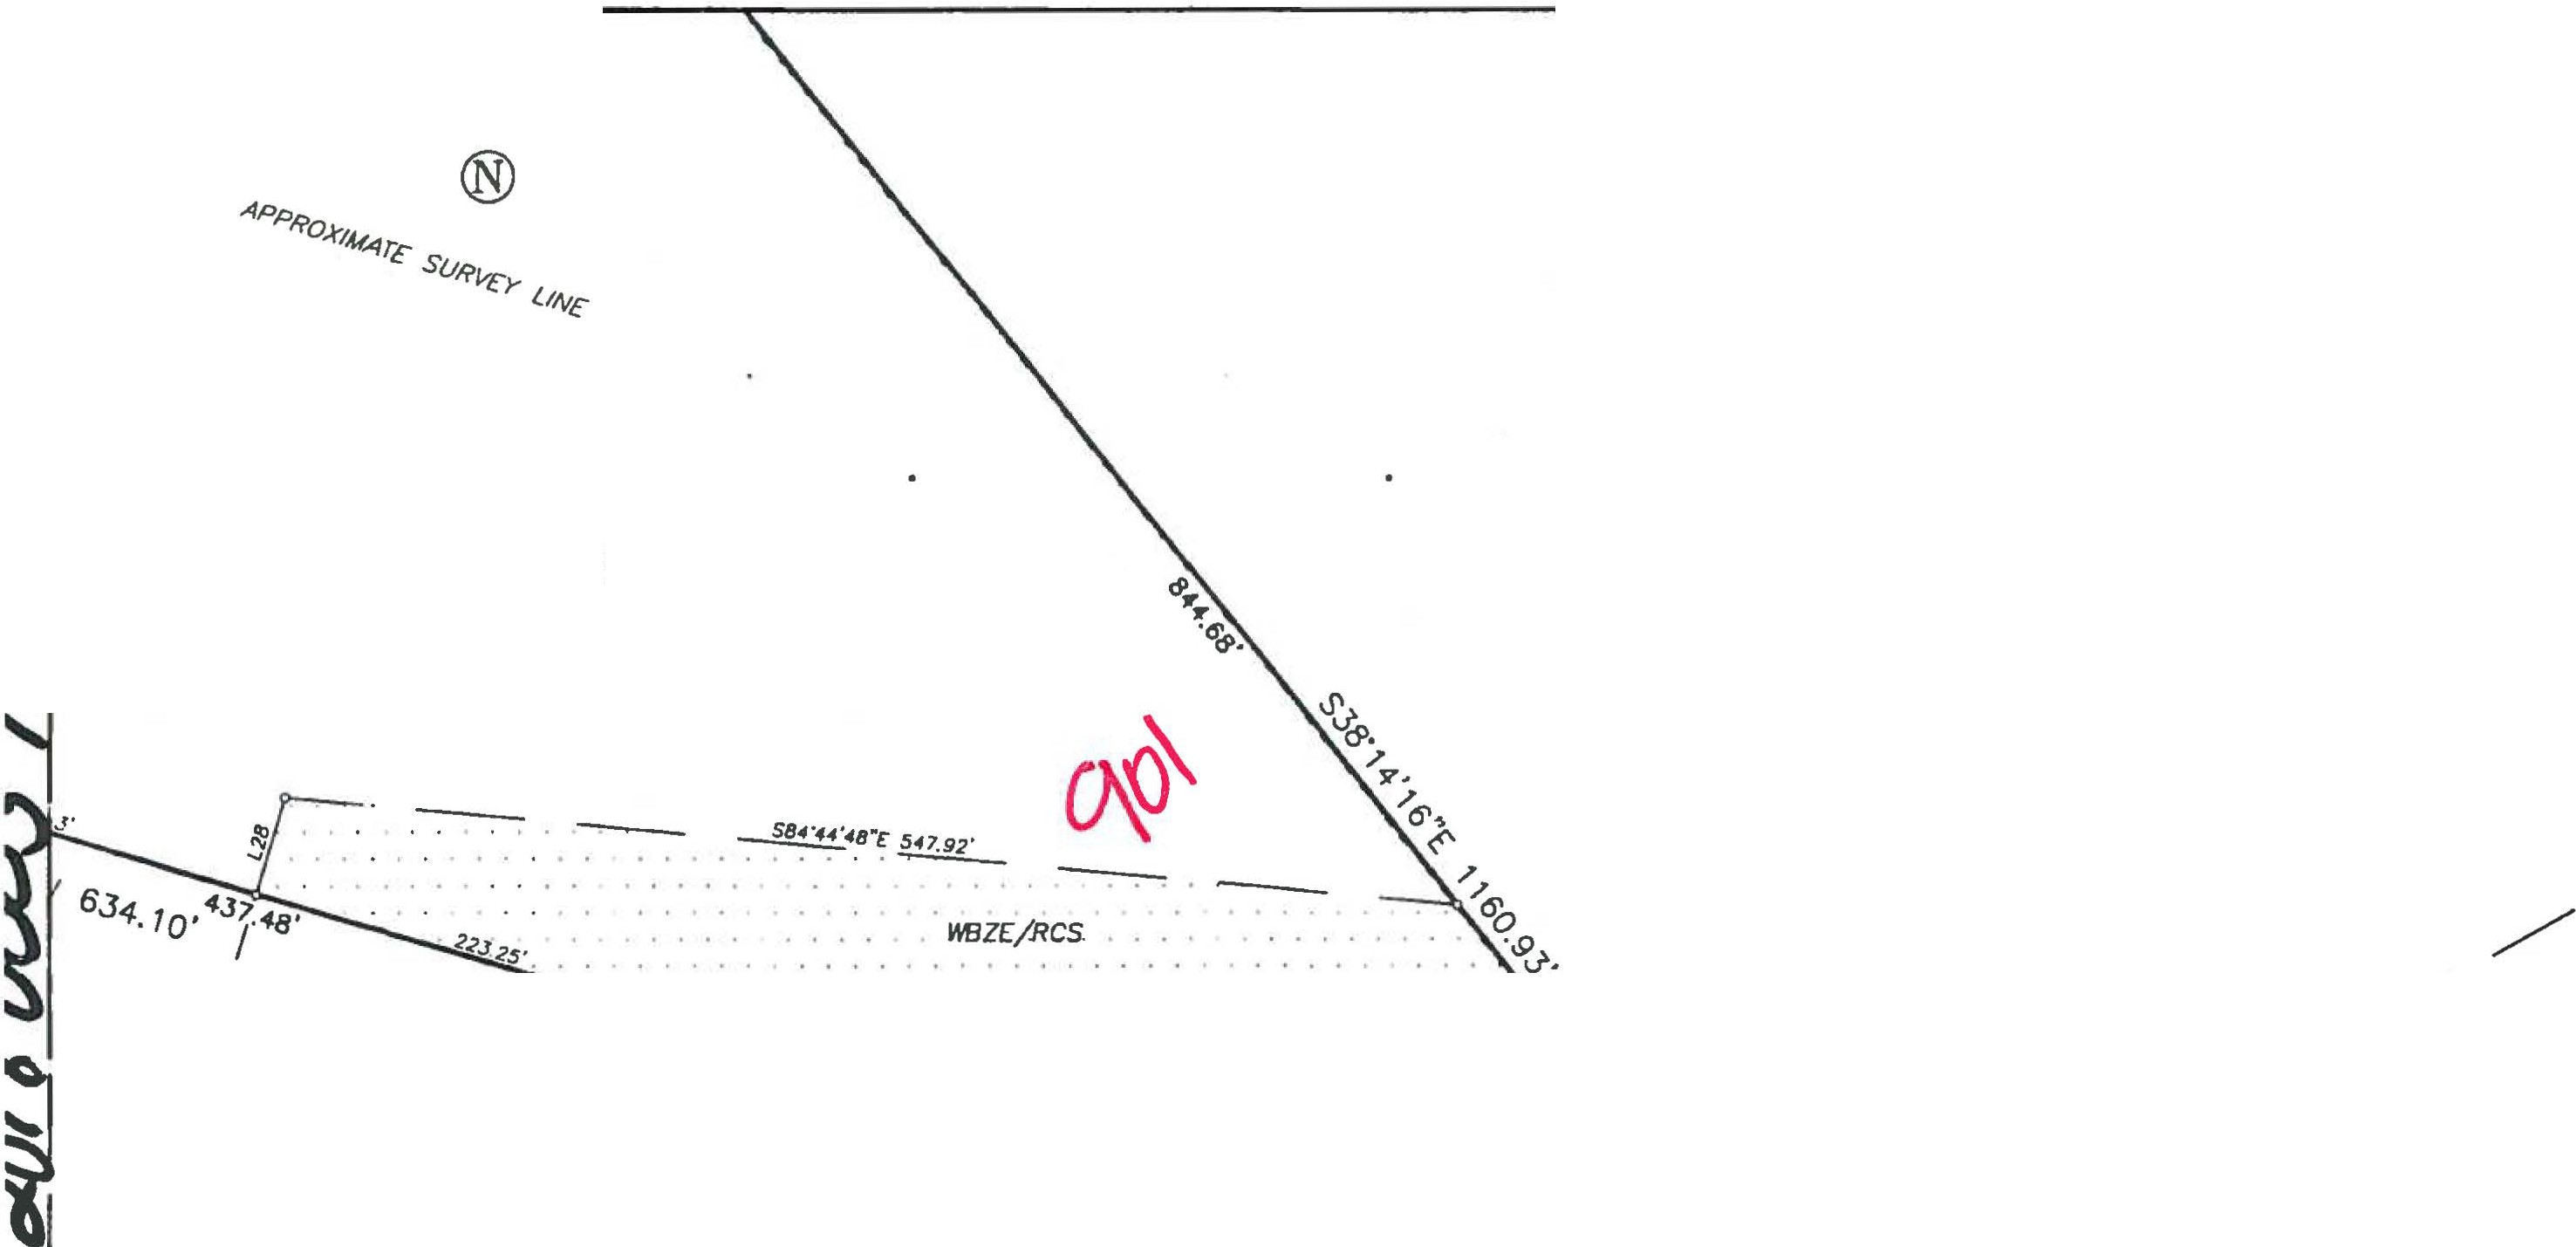 N
APPROXIMATE SURVEY LINE
844.68'
S38°14'16"E 1160.93'
901
3'
L28
S84°44'48"E 547.92'
634.10'
437.48'
223.25'
WBZE/RCS